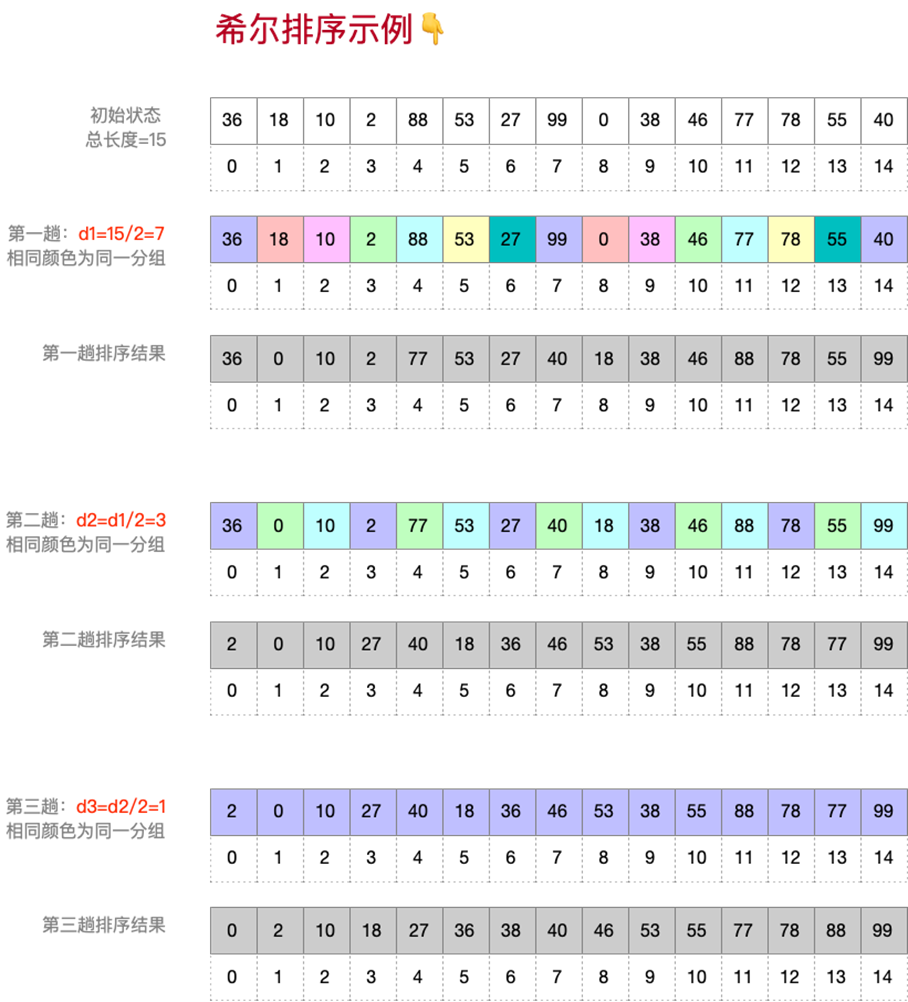 希尔排序示例👇
初始状态
总长度=15
36 18 10 2 88 53 27 99 0 38 46 77 78 55 40
0 1 2 3 4 5 6 7 8 9 10 11 12 13 14
第一趟：d1=15/2=7
相同颜色为同一分组
36 18 10 2 88 53 27 99 0 38 46 77 78 55 40
0 1 2 3 4 5 6 7 8 9 10 11 12 13 14
第一趟排序结果
36 0 10 2 77 53 27 40 18 38 46 88 78 55 99
0 1 2 3 4 5 6 7 8 9 10 11 12 13 14
第二趟：d2=d1/2=3
相同颜色为同一分组
36 0 10 2 77 53 27 40 18 38 46 88 78 55 99
0 1 2 3 4 5 6 7 8 9 10 11 12 13 14
第二趟排序结果
2 0 10 27 40 18 36 46 53 38 55 88 78 77 99
0 1 2 3 4 5 6 7 8 9 10 11 12 13 14
第三趟：d3=d2/2=1
相同颜色为同一分组
2 0 10 27 40 18 36 46 53 38 55 88 78 77 99
0 1 2 3 4 5 6 7 8 9 10 11 12 13 14
第三趟排序结果
0 2 10 18 27 36 38 40 46 53 55 77 78 88 99
0 1 2 3 4 5 6 7 8 9 10 11 12 13 14